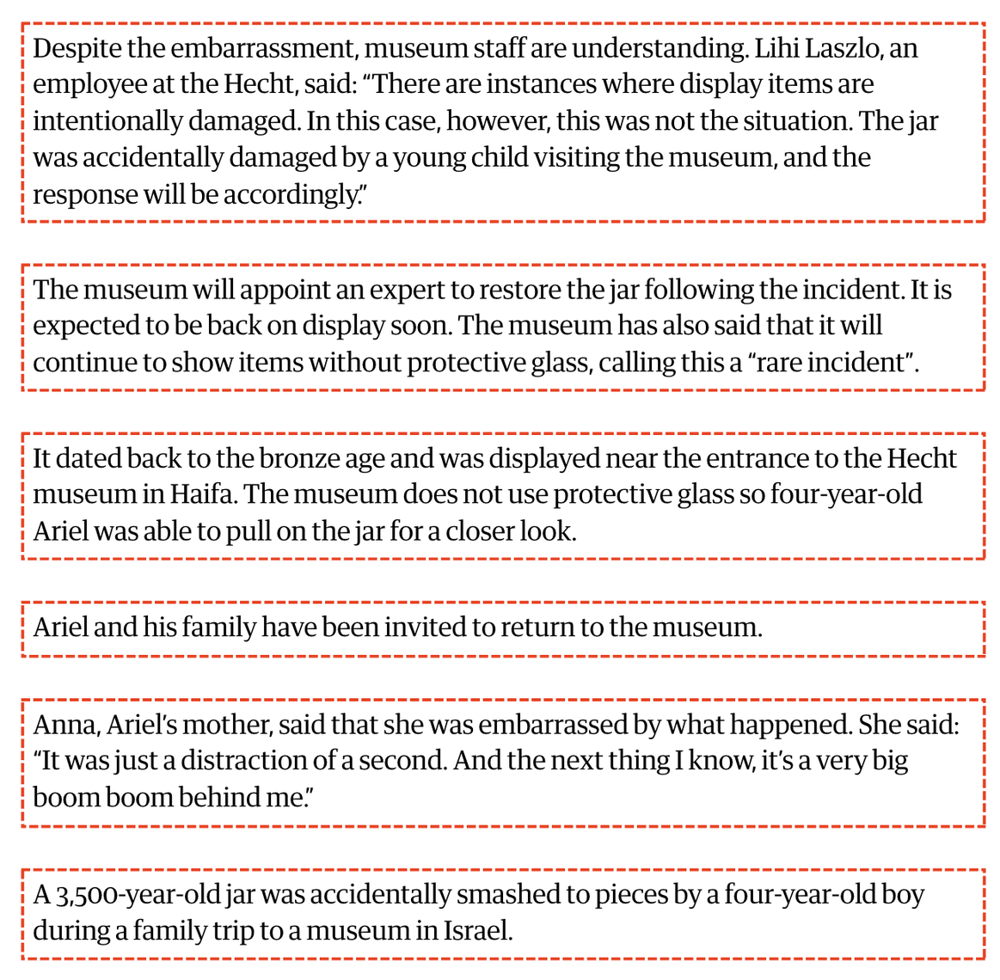 Despite the embarrassment, museum staff are understanding. Lihi Laszlo, an
employee at the Hecht, said: “There are instances where display items are
intentionally damaged. In this case, however, this was not the situation. The jar
was accidentally damaged by a young child visiting the museum, and the
response will be accordingly.”
The museum will appoint an expert to restore the jar following the incident. It is
expected to be back on display soon. The museum has also said that it will
continue to show items without protective glass, calling this a “rare incident”.
It dated back to the bronze age and was displayed near the entrance to the Hecht
museum in Haifa. The museum does not use protective glass so four-year-old
Ariel was able to pull on the jar for a closer look.
Ariel and his family have been invited to return to the museum.
Anna, Ariel’s mother, said that she was embarrassed by what happened. She said:
“It was just a distraction of a second. And the next thing I know, it’s a very big
boom boom behind me.”
A 3,500-year-old jar was accidentally smashed to pieces by a four-year-old boy
during a family trip to a museum in Israel.